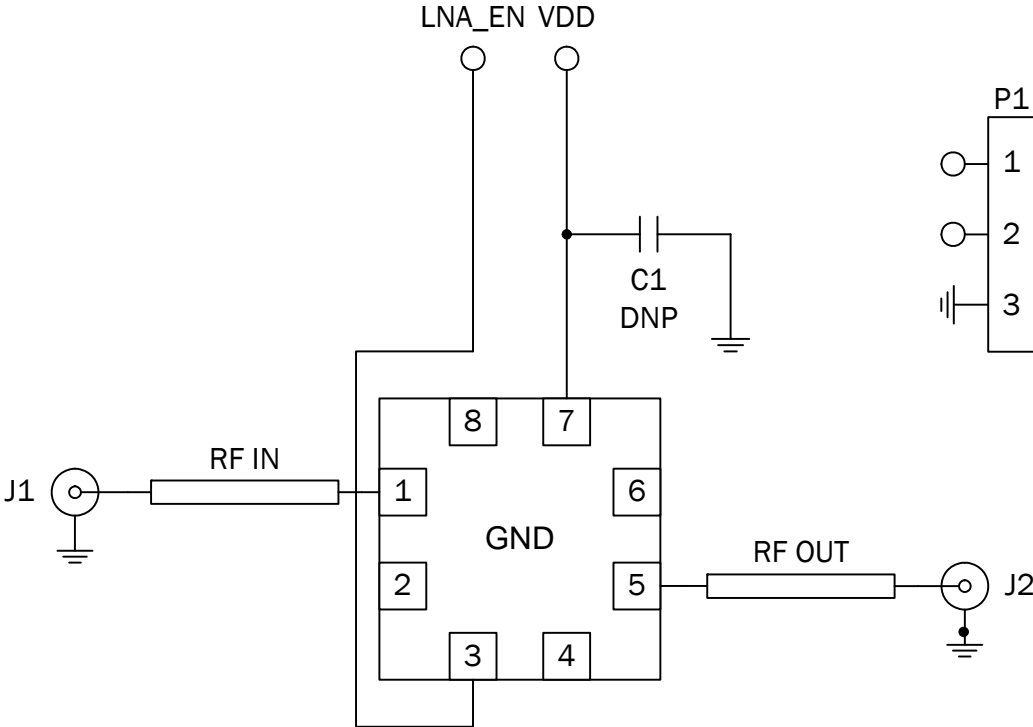 LNA_EN VDD
P1
1
2
C1
DNP
3
8 7
RF IN
J1
1 6
GND
RF OUT
2 5
J2
3 4